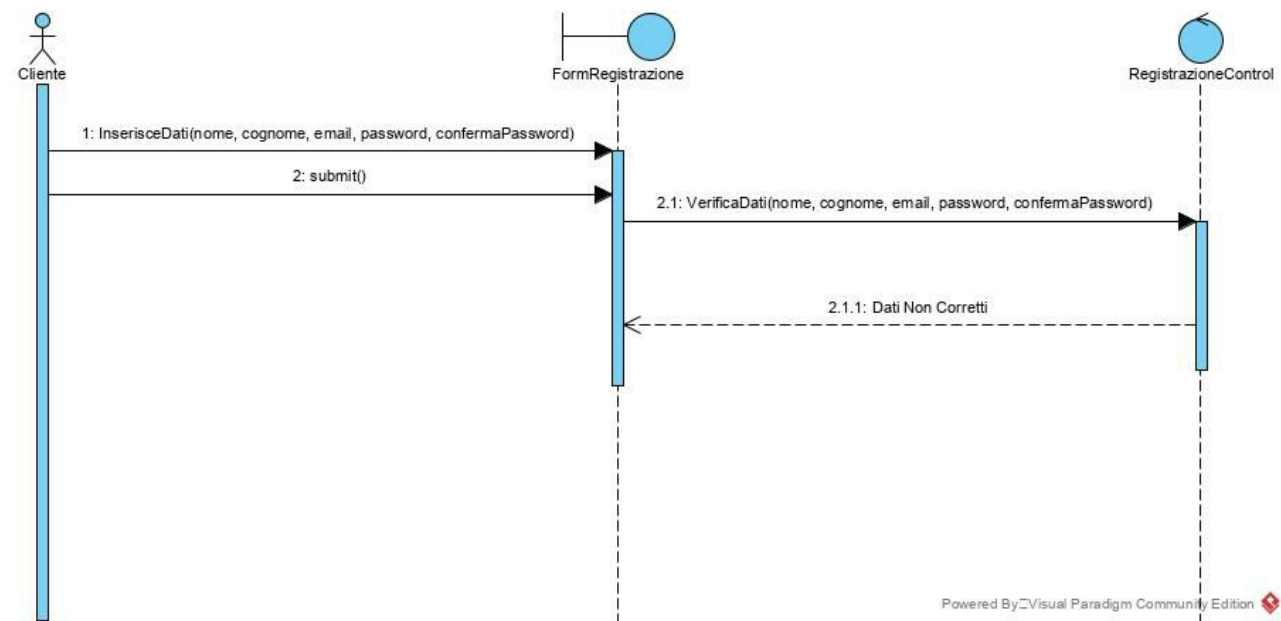 Cliente
FormRegistrazione
RegistrazioneControl
1: InserisceDati(nome, cognome, email, password, confermaPassword)
2: submit()
2.1: VerificaDati(nome, cognome, email, password, confermaPassword)
2.1.1: Dati Non Corretti
Powered By Visual Paradigm Community Edition